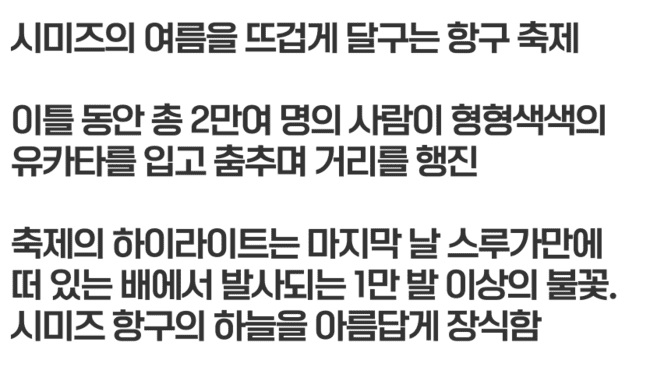 시미즈의 여름을 뜨겁게 달구는 항구 축제
이틀 동안 총 2만여 명의 사람이 형형색색의
유카타를 입고 춤추며 거리를 행진
축제의 하이라이트는 마지막 날 스루가만에
떠 있는 배에서 발사되는 1만 발 이상의 불꽃.
시미즈 항구의 하늘을 아름답게 장식함